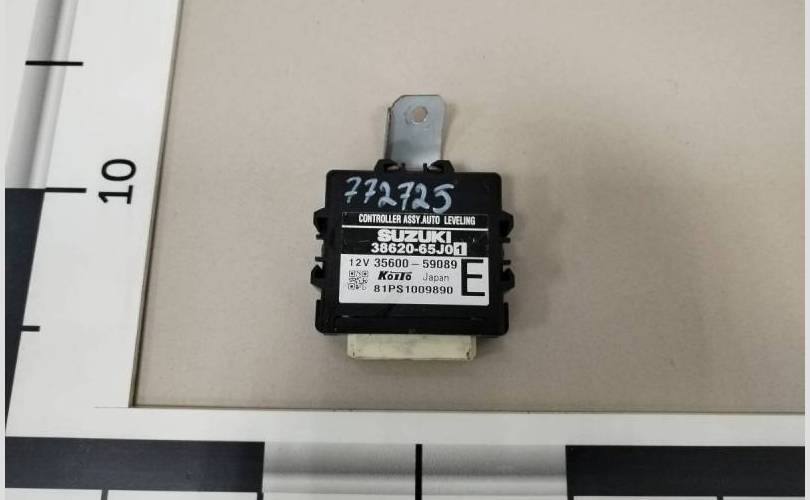 772725
CONTROLLER ASSY,AUTO LEVELING
SUZUKI
38620-65J01
12V 35600-59089
E
KOITO Japan
81PS1009890
10